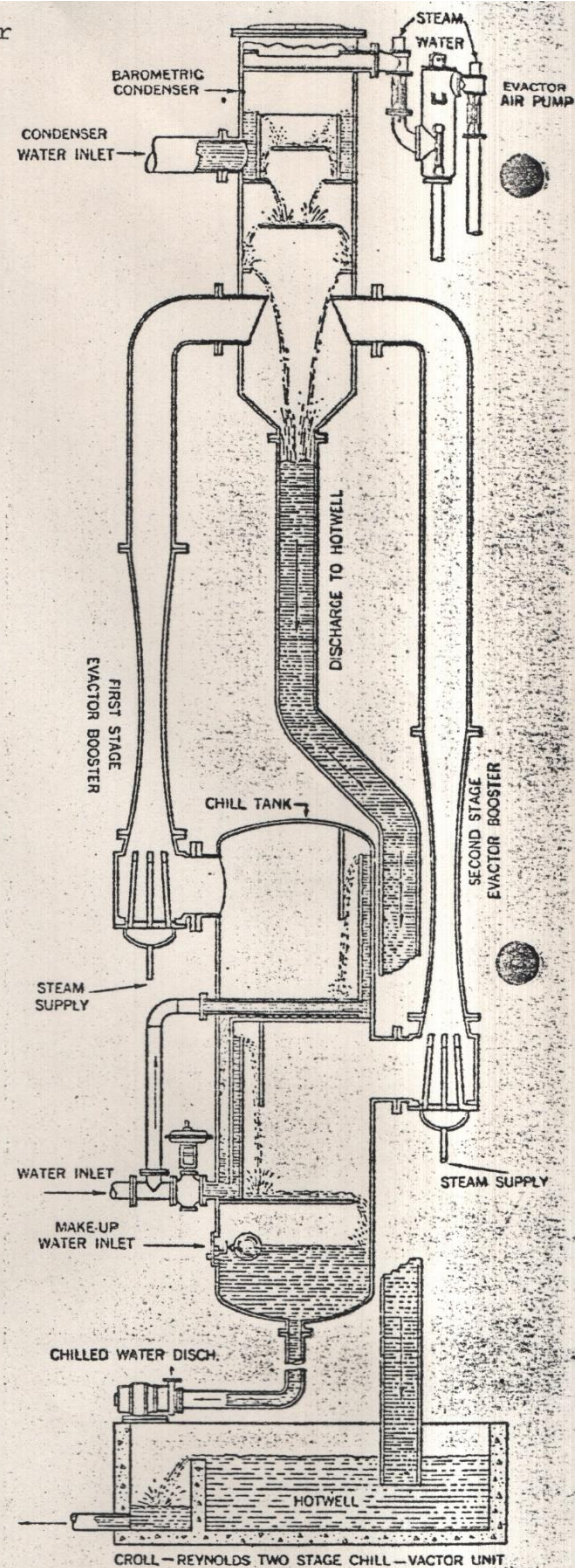 STEAM
WATER
BAROMETRIC
CONDENSER
EVACTOR
AIR PUMP
CONDENSER
WATER INLET
DISCHARGE TO HOTWELL
FIRST STAGE
EVACTOR BOOSTER
SECOND STAGE
EVACTOR BOOSTER
CHILL TANK
STEAM
SUPPLY
WATER INLET
STEAM SUPPLY
MAKE-UP
WATER INLET
CHILLED WATER DISCH.
HOTWELL
CROLL-REYNOLDS TWO STAGE CHILL-VACTOR UNIT